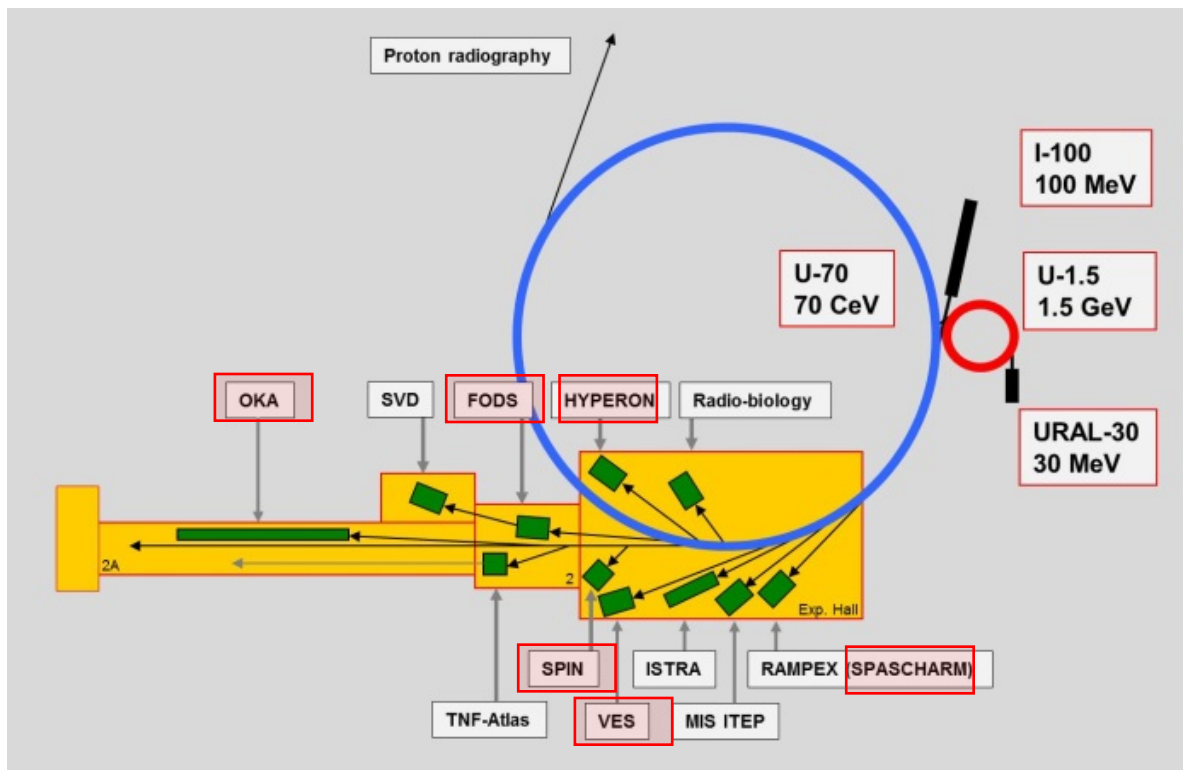 Proton radiography
I-100
100 MeV
U-70
70 CeV
U-1.5
1.5 GeV
OKA
SVD
FODS
HYPERON
Radio-biology
URAL-30
30 MeV
2A
2
Exp. Hall
SPIN
ISTRA
RAMPEX (SPASCHARM)
TNF-Atlas
VES
MIS ITEP